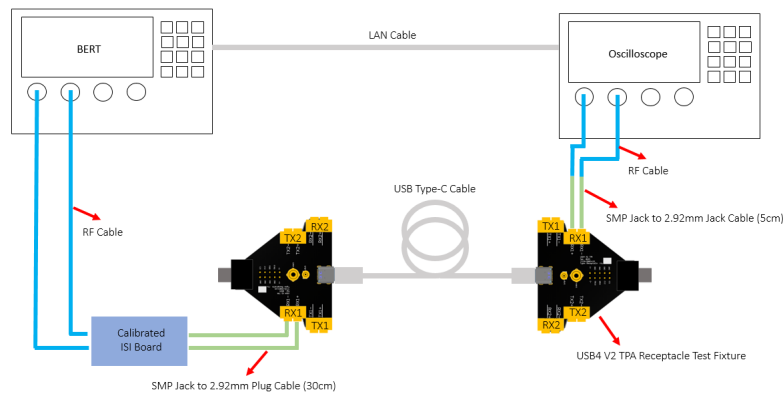 LAN Cable
BERT
Oscilloscope
RF Cable
USB Type-C Cable
SMP Jack to 2.92mm Jack Cable (5cm)
RF Cable
TX2
RX2
TX1
RX1
RX1
TX1
RX2
TX2
Calibrated
ISI Board
USB4 V2 TPA Receptacle Test Fixture
SMP Jack to 2.92mm Plug Cable (30cm)